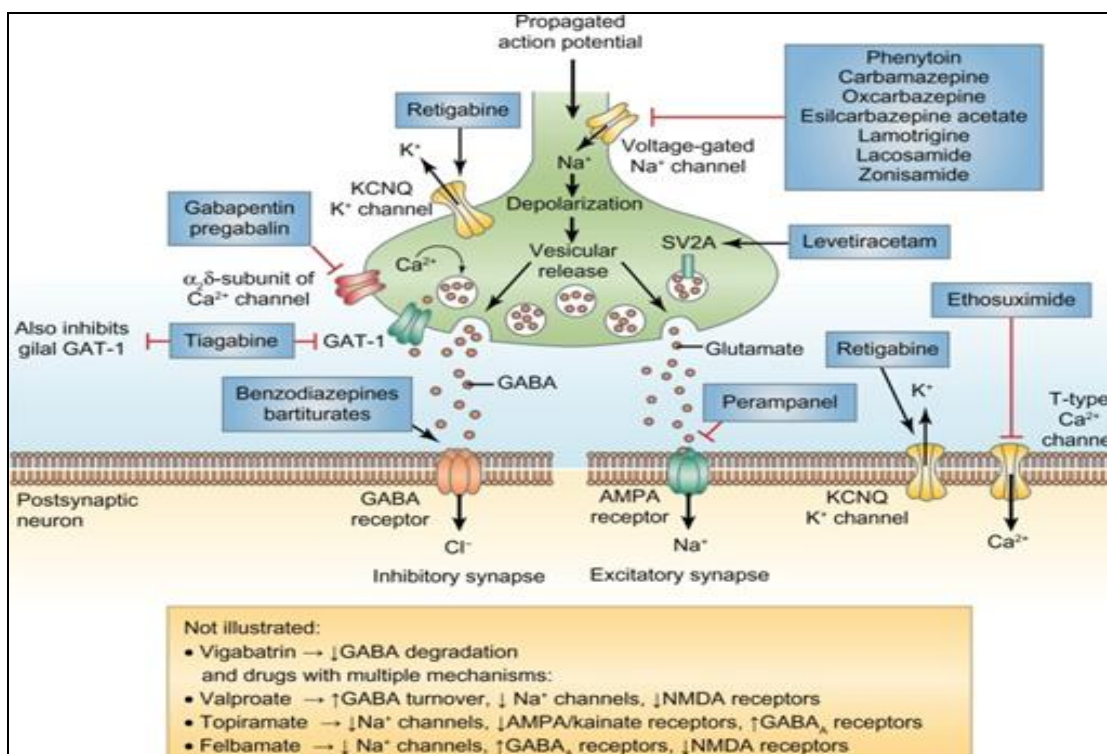 Propagated
action potential
Phenytoin
Carbamazepine
Oxcarbazepine
Esilcarbazepine acetate
Lamotrigine
Lacosamide
Zonisamide
Retigabine
K⁺
Voltage-gated
Na⁺ channel
Na⁺
KCNQ
K⁺ channel
Depolarization
Gabapentin
pregabalin
SV2A
Levetiracetam
Vesicular
release
Ca²⁺
α₂δ-subunit of
Ca²⁺ channel
Ethosuximide
Also inhibits
gilal GAT-1
Tiagabine
GAT-1
Glutamate
Retigabine
GABA
K⁺
Benzodiazepines
bartiturates
Perampanel
T-type
Ca²⁺
channel
Postsynaptic
neuron
GABA
receptor
AMPA
receptor
KCNQ
K⁺ channel
Cl⁻
Na⁺
Ca²⁺
Inhibitory synapse
Excitatory synapse
Not illustrated:
• Vigabatrin → ↓GABA degradation
and drugs with multiple mechanisms:
• Valproate → ↑GABA turnover, ↓ Na⁺ channels, ↓NMDA receptors
• Topiramate → ↓Na⁺ channels, ↓AMPA/kainate receptors, ↑GABA_A receptors
• Felbamate → ↓ Na⁺ channels, ↑GABA_A receptors, ↓NMDA receptors